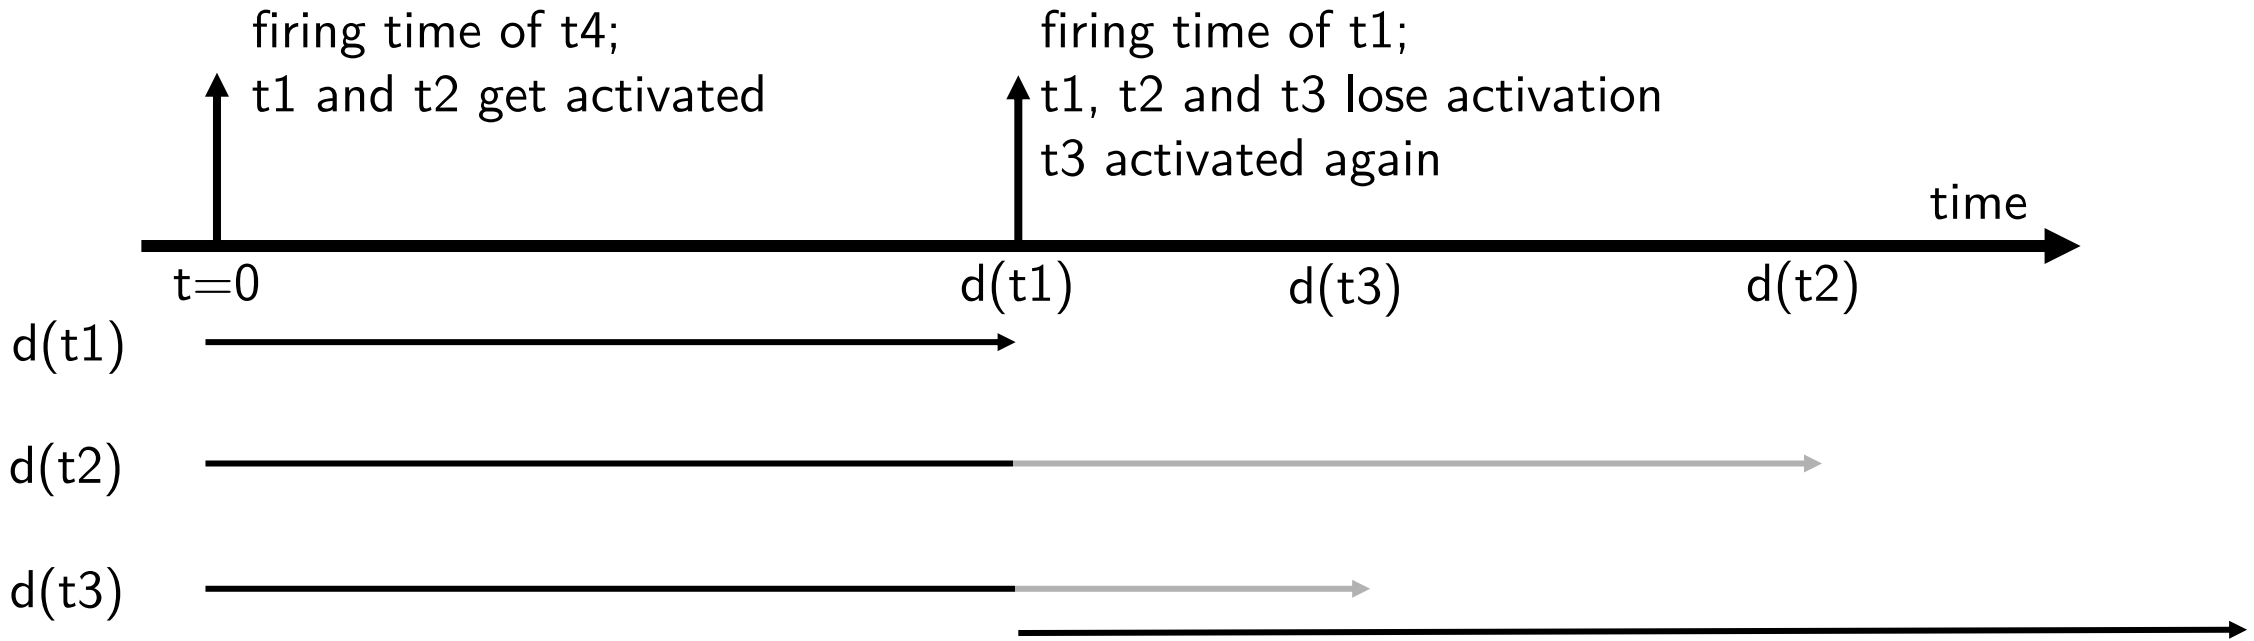 firing time of t4;
t1 and t2 get activated
firing time of t1;
t1, t2 and t3 lose activation
t3 activated again
time
t=0
d(t1)
d(t3)
d(t2)
d(t1)
d(t2)
d(t3)